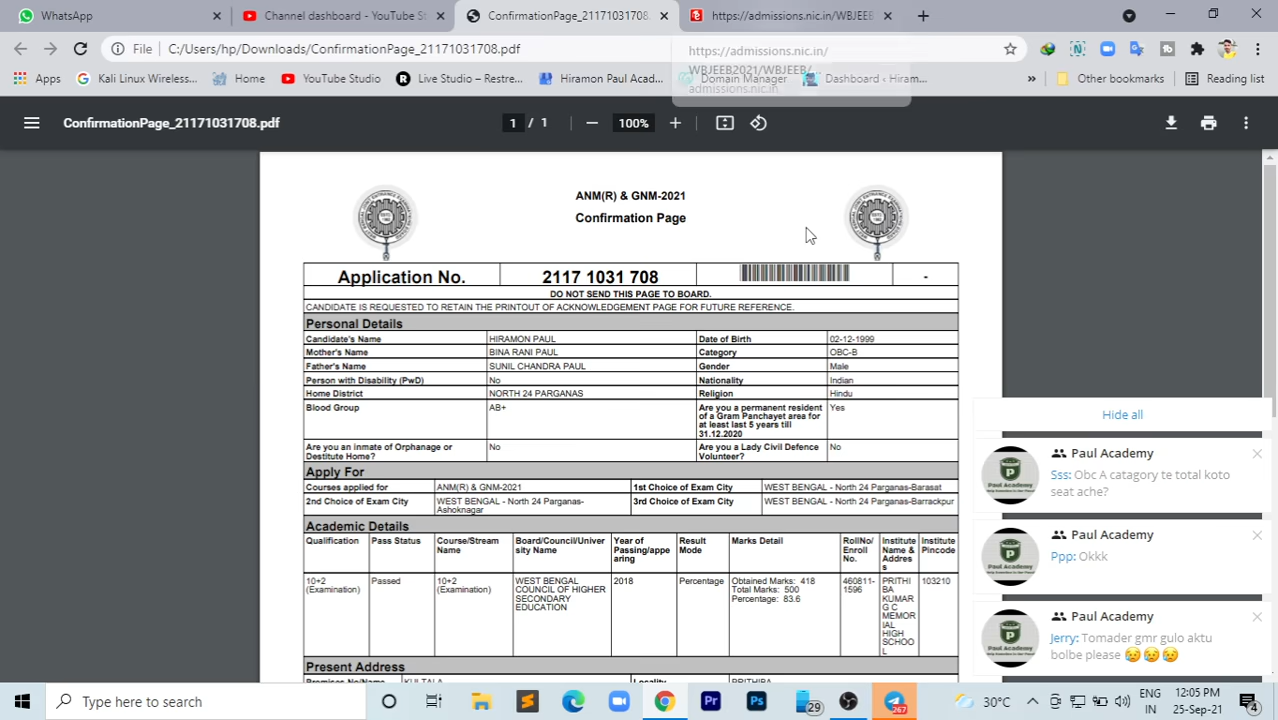 WhatsApp
Channel dashboard - YouTube St
ConfirmationPage_21171031708.
https://admissions.nic.in/WBJEEB
File C:/Users/hp/Downloads/ConfirmationPage_21171031708.pdf
https://admissions.nic.in/
WBJEEB2021/WBJEEB/
admissions.nic.in
Apps
Kali Linux Wireless...
Home
YouTube Studio
Live Studio – Restre...
Hiramon Paul Acad...
Domain Manager
Dashboard ‹ Hiram...
»
Other bookmarks
Reading list
ConfirmationPage_21171031708.pdf
1 / 1
100%
ANM(R) & GNM-2021
Confirmation Page
Application No. 2117 1031 708 -
DO NOT SEND THIS PAGE TO BOARD.
CANDIDATE IS REQUESTED TO RETAIN THE PRINTOUT OF ACKNOWLEDGEMENT PAGE FOR FUTURE REFERENCE.
Personal Details
Candidate's Name HIRAMON PAUL Date of Birth 02-12-1999
Mother's Name BINA RANI PAUL Category OBC-B
Father's Name SUNIL CHANDRA PAUL Gender Male
Person with Disability (PwD) No Nationality Indian
Home District NORTH 24 PARGANAS Religion Hindu
Blood Group AB+ Are you a permanent resident Yes
of a Gram Panchayet area for
at least last 5 years till
31.12.2020
Are you an inmate of Orphanage or No Are you a Lady Civil Defence No
Destitute Home? Volunteer?
Apply For
Courses applied for ANM(R) & GNM-2021 1st Choice of Exam City WEST BENGAL - North 24 Parganas-Barasat
2nd Choice of Exam City WEST BENGAL - North 24 Parganas- 3rd Choice of Exam City WEST BENGAL - North 24 Parganas-Barrackpur
Ashoknagar
Academic Details
Qualification
Pass Status
Course/Stream
Name
Board/Council/Univer
sity Name
Year of
Passing/appe
aring
Result
Mode
Marks Detail
RollNo/
Enroll
No.
Institute
Name &
Addres
s
Institute
Pincode
10+2
(Examination)
Passed
10+2
(Examination)
WEST BENGAL
COUNCIL OF HIGHER
SECONDARY
EDUCATION
2018
Percentage
Obtained Marks: 418
Total Marks: 500
Percentage: 83.6
460811-
1596
PRITHI
BA
KUMAR
G C
MEMOR
IAL
HIGH
SCHOO
L
103210
Present Address
Premises No/Name KULTALA Locality PRITHIBA
Hide all
Paul Academy
Sss: Obc A catagory te total koto
seat ache?
Paul Academy
Ppp: Okkk
Paul Academy
Jerry: Tomader gmr gulo aktu
bolbe please 😥 😥 😥
Type here to search
29
267
30°C
ENG
IN
12:05 PM
25-Sep-21
4